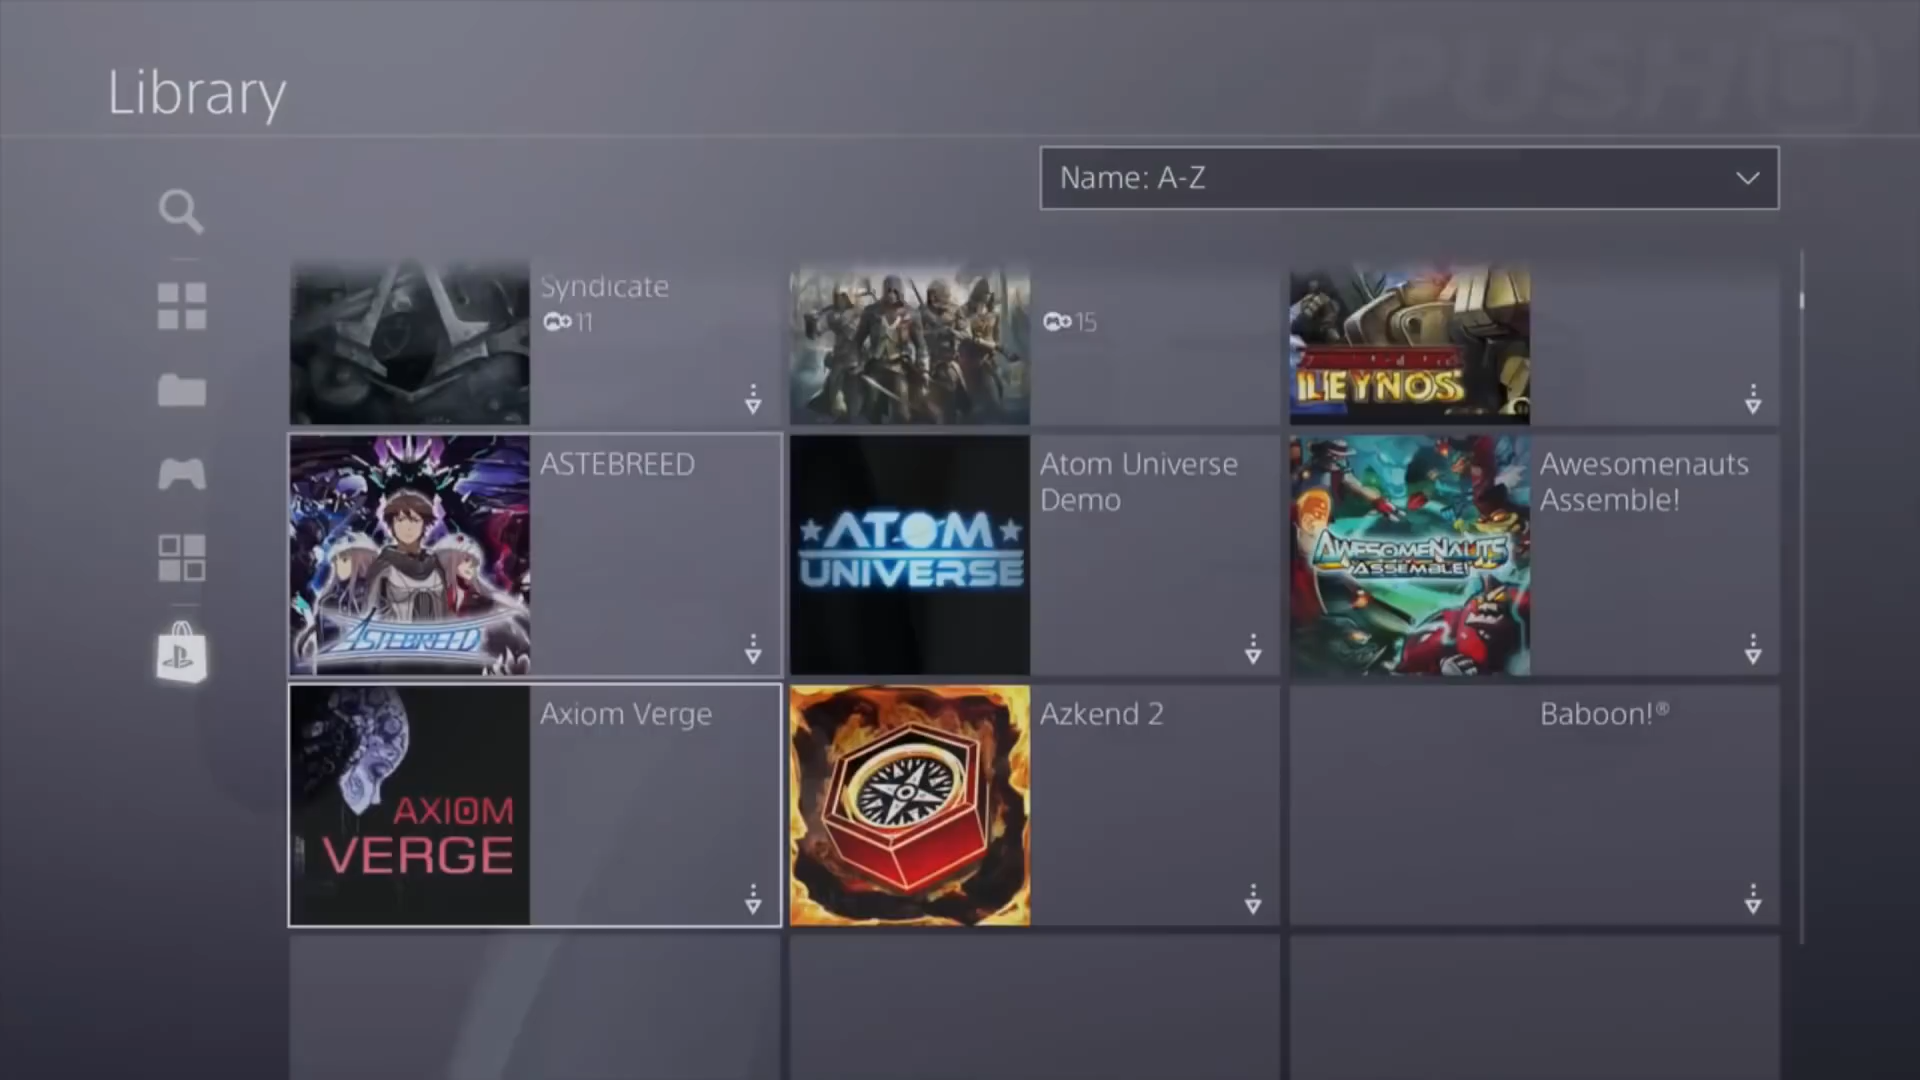 PUSH
Library
Name: A-Z
Syndicate
11
15
LEYNOS
ASTEBREED
ASTEBREED
ATOM
UNIVERSE
Atom Universe
Demo
AWESOMENAUTS
ASSEMBLE!
Awesomenauts
Assemble!
AXIOM
VERGE
Axiom Verge
Azkend 2
Baboon!®